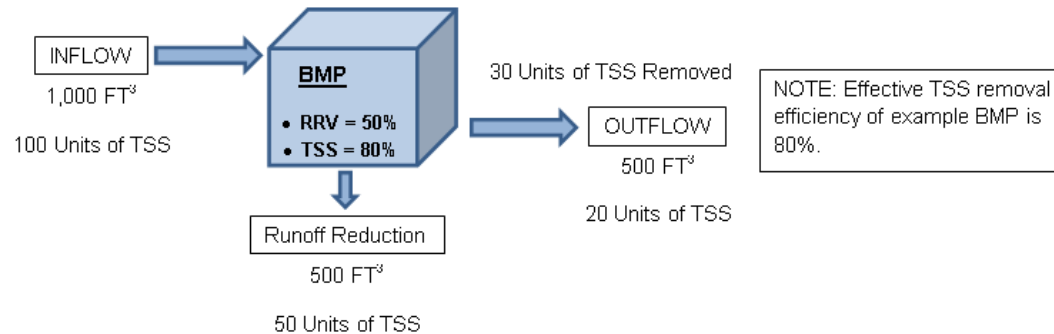 INFLOW
1,000 FT³
100 Units of TSS
BMP
• RRV = 50%
• TSS = 80%
Runoff Reduction
500 FT³
50 Units of TSS
30 Units of TSS Removed
OUTFLOW
500 FT³
20 Units of TSS
NOTE: Effective TSS removal
efficiency of example BMP is
80%.